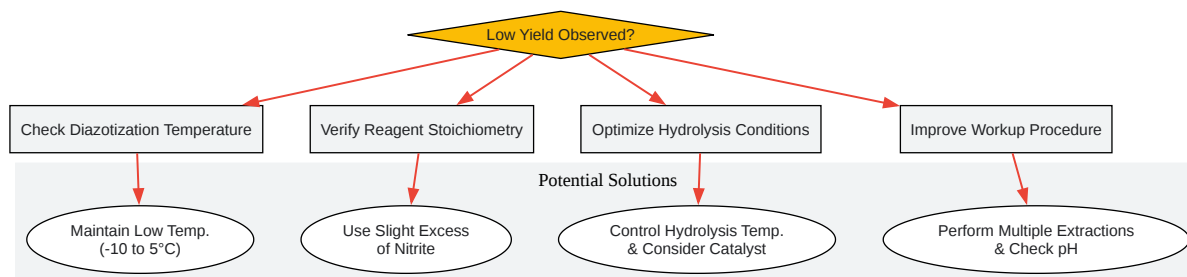 Low Yield Observed?
Check Diazotization Temperature
Verify Reagent Stoichiometry
Optimize Hydrolysis Conditions
Improve Workup Procedure
Potential Solutions
Maintain Low Temp.
(-10 to 5°C)
Use Slight Excess
of Nitrite
Control Hydrolysis Temp.
& Consider Catalyst
Perform Multiple Extractions
& Check pH